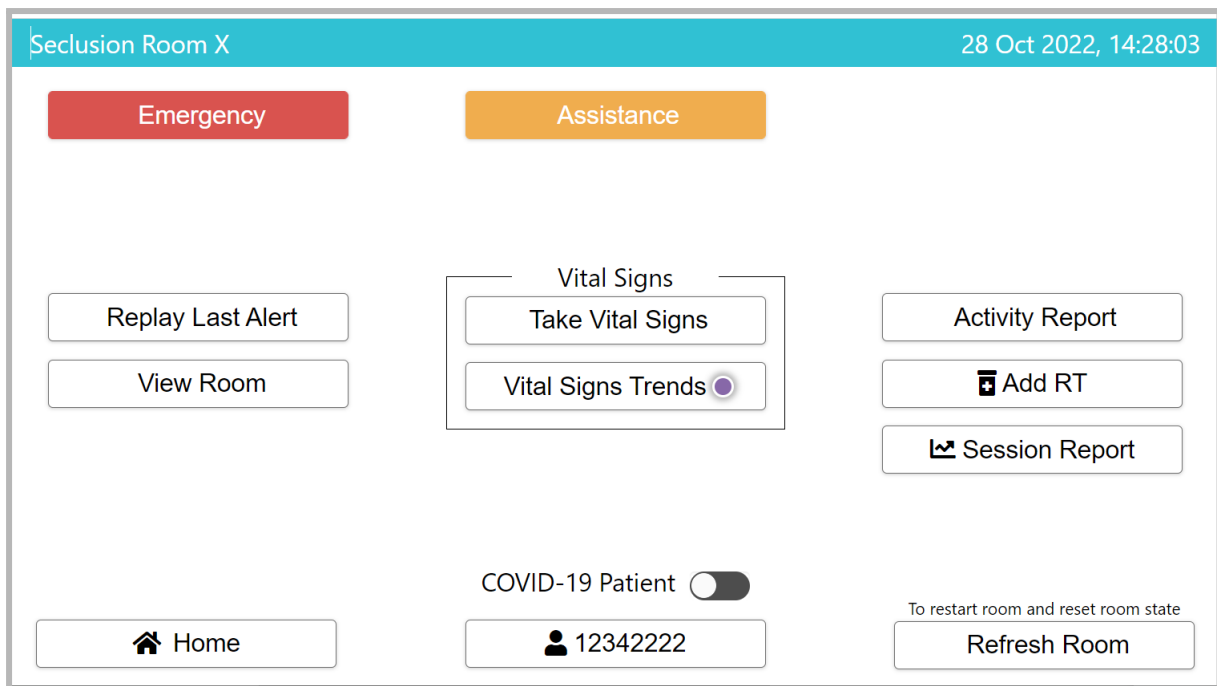 Seclusion Room X
28 Oct 2022, 14:28:03
Emergency
Assistance
Vital Signs
Replay Last Alert
Take Vital Signs
Activity Report
View Room
Vital Signs Trends
Add RT
Session Report
COVID-19 Patient
To restart room and reset room state
Home
12342222
Refresh Room